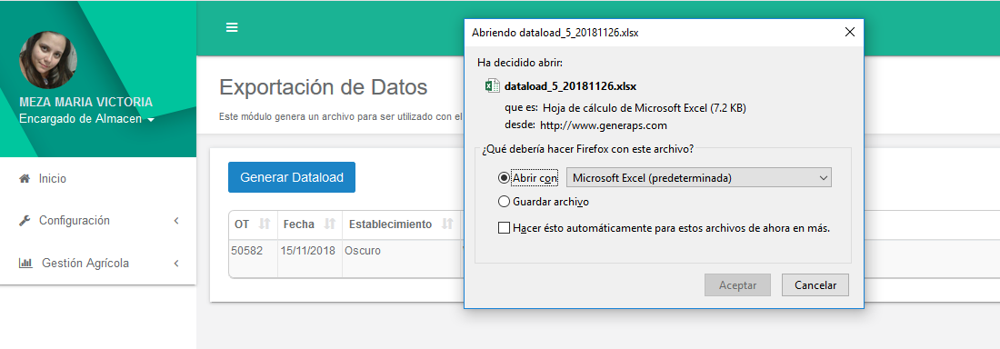 MEZA MARIA VICTORIA
Encargado de Almacen
Inicio
Configuración
Gestión Agrícola
Exportación de Datos
Este módulo genera un archivo para ser utilizado con el
Generar Dataload
OT Fecha Establecimiento
50582 15/11/2018 Oscuro
Abriendo dataload_5_20181126.xlsx
Ha decidido abrir:
dataload_5_20181126.xlsx
que es: Hoja de cálculo de Microsoft Excel (7.2 KB)
desde: http://www.generaps.com
¿Qué debería hacer Firefox con este archivo?
Abrir con Microsoft Excel (predeterminada)
Guardar archivo
Hacer ésto automáticamente para estos archivos de ahora en más.
Aceptar Cancelar